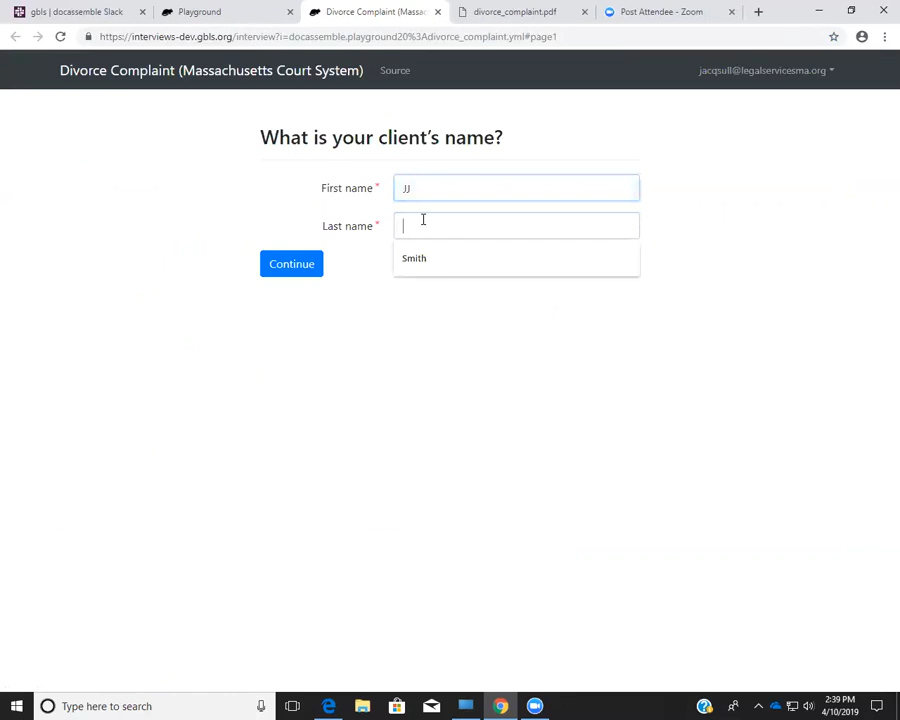 gbls | docassemble Slack
Playground
Divorce Complaint (Massac
divorce_complaint.pdf
Post Attendee - Zoom
https://interviews-dev.gbls.org/interview?i=docassemble.playground20%3Adivorce_complaint.yml#page1
Divorce Complaint (Massachusetts Court System)
Source
jacqsull@legalservicesma.org
What is your client's name?
First name *
JJ
Last name *
Smith
Continue
Type here to search
2:39 PM
4/10/2019